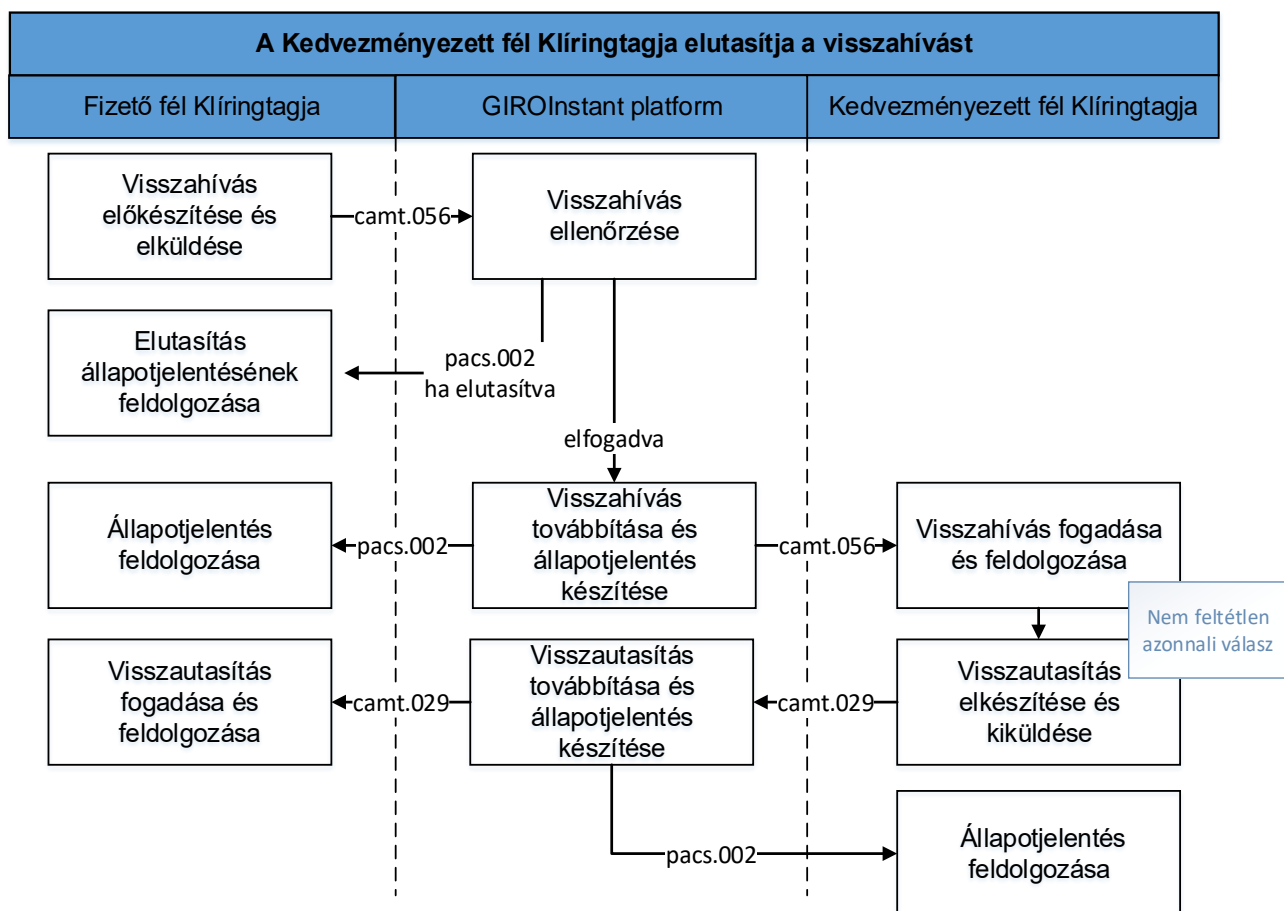 A Kedvezményezett fél Klíringtagja elutasítja a visszahívást
Fizető fél Klíringtagja
GIROInstant platform
Kedvezményezett fél Klíringtagja
Visszahívás
előkészítése és
elküldése
camt.056
Visszahívás
ellenőrzése
Elutasítás
állapotjelentésének
feldolgozása
pacs.002
ha elutasítva
elfogadva
Állapotjelentés
feldolgozása
pacs.002
Visszahívás
továbbítása és
állapotjelentés
készítése
camt.056
Visszahívás fogadása
és feldolgozása
Nem feltétlen
azonnali válasz
Visszautasítás
fogadása és
feldolgozása
camt.029
Visszautasítás
továbbítása és
állapotjelentés
készítése
camt.029
Visszautasítás
elkészítése és
kiküldése
pacs.002
Állapotjelentés
feldolgozása